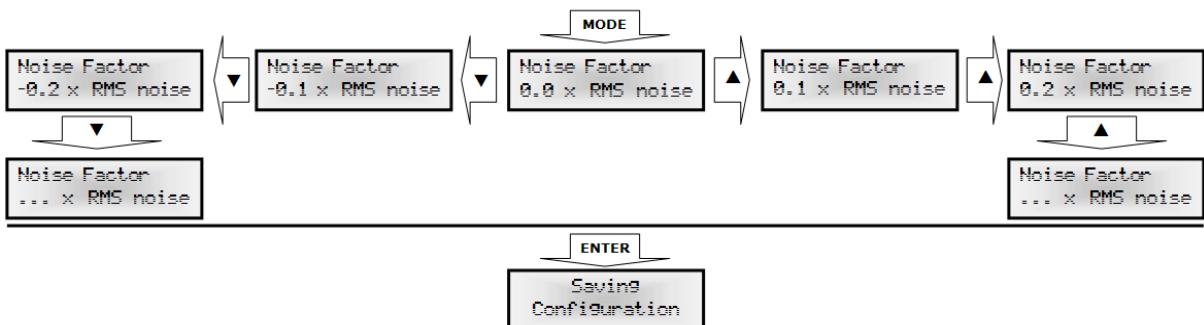 MODE
Noise Factor
-0.2 x RMS noise
▼
Noise Factor
-0.1 x RMS noise
▼
Noise Factor
0.0 x RMS noise
▲
Noise Factor
0.1 x RMS noise
▲
Noise Factor
0.2 x RMS noise
▼
▲
Noise Factor
... x RMS noise
Noise Factor
... x RMS noise
ENTER
Saving
Configuration